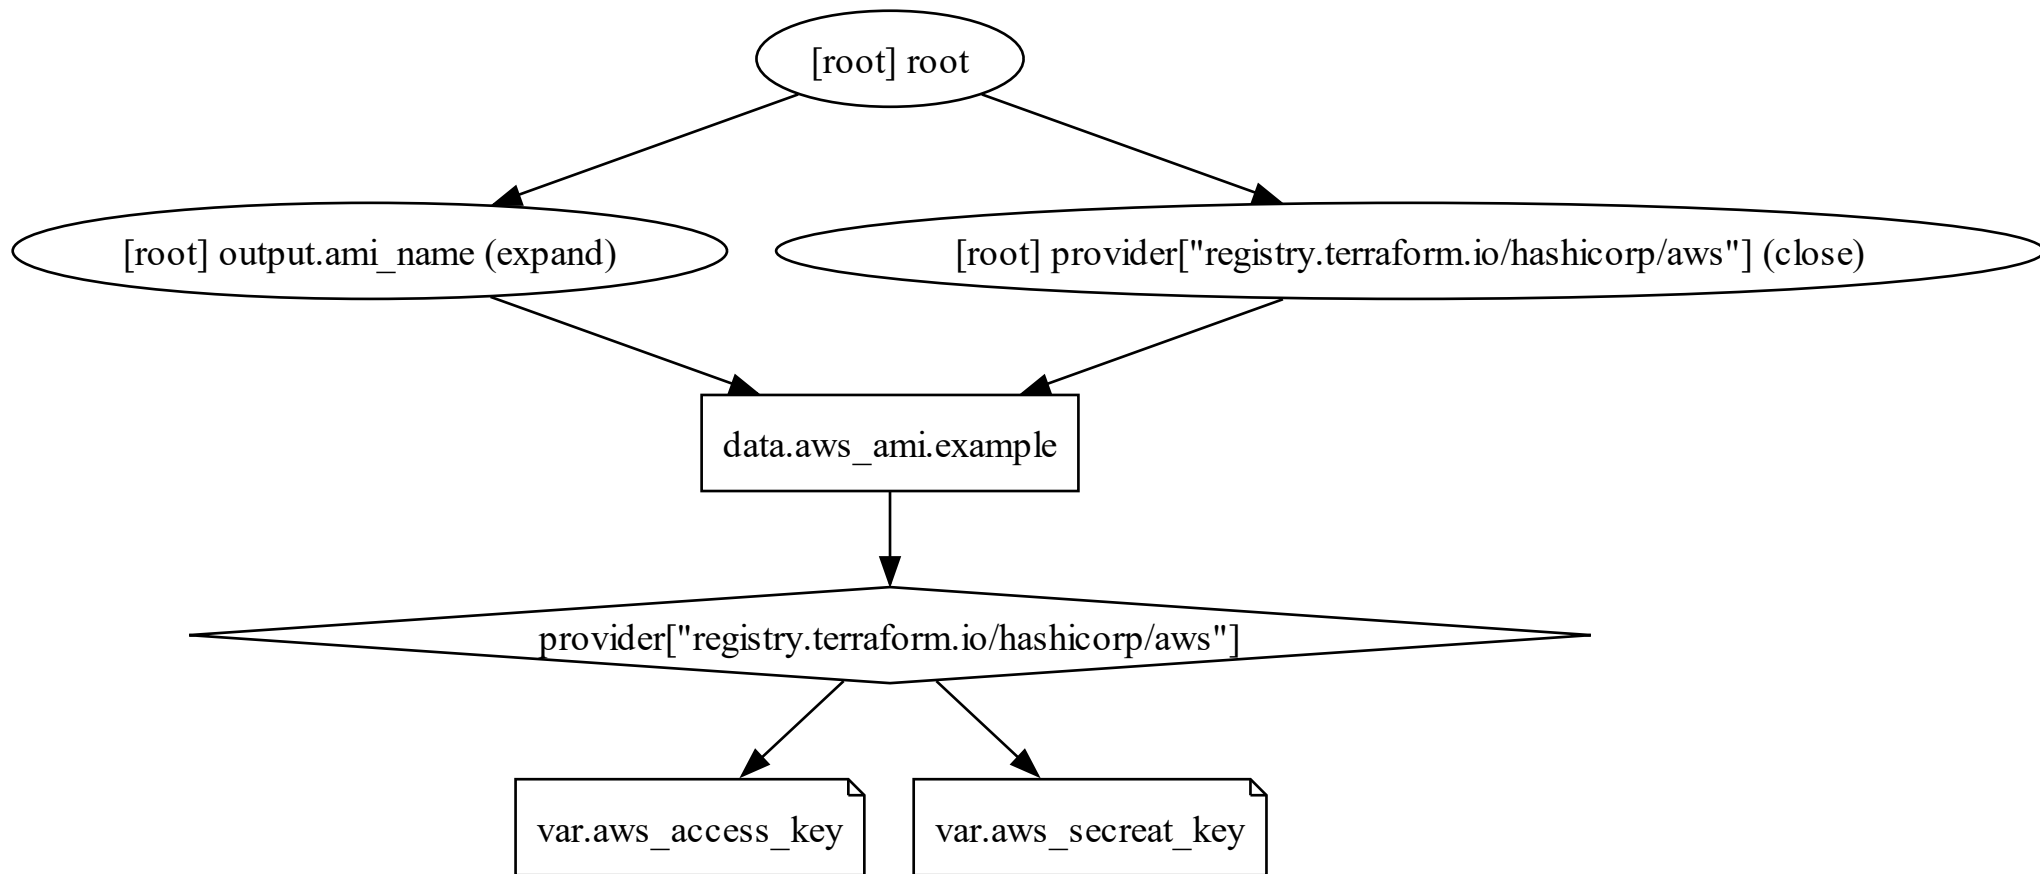 [root] root
[root] output.ami_name (expand)
[root] provider["registry.terraform.io/hashicorp/aws"] (close)
data.aws_ami.example
provider["registry.terraform.io/hashicorp/aws"]
var.aws_access_key
var.aws_secreat_key